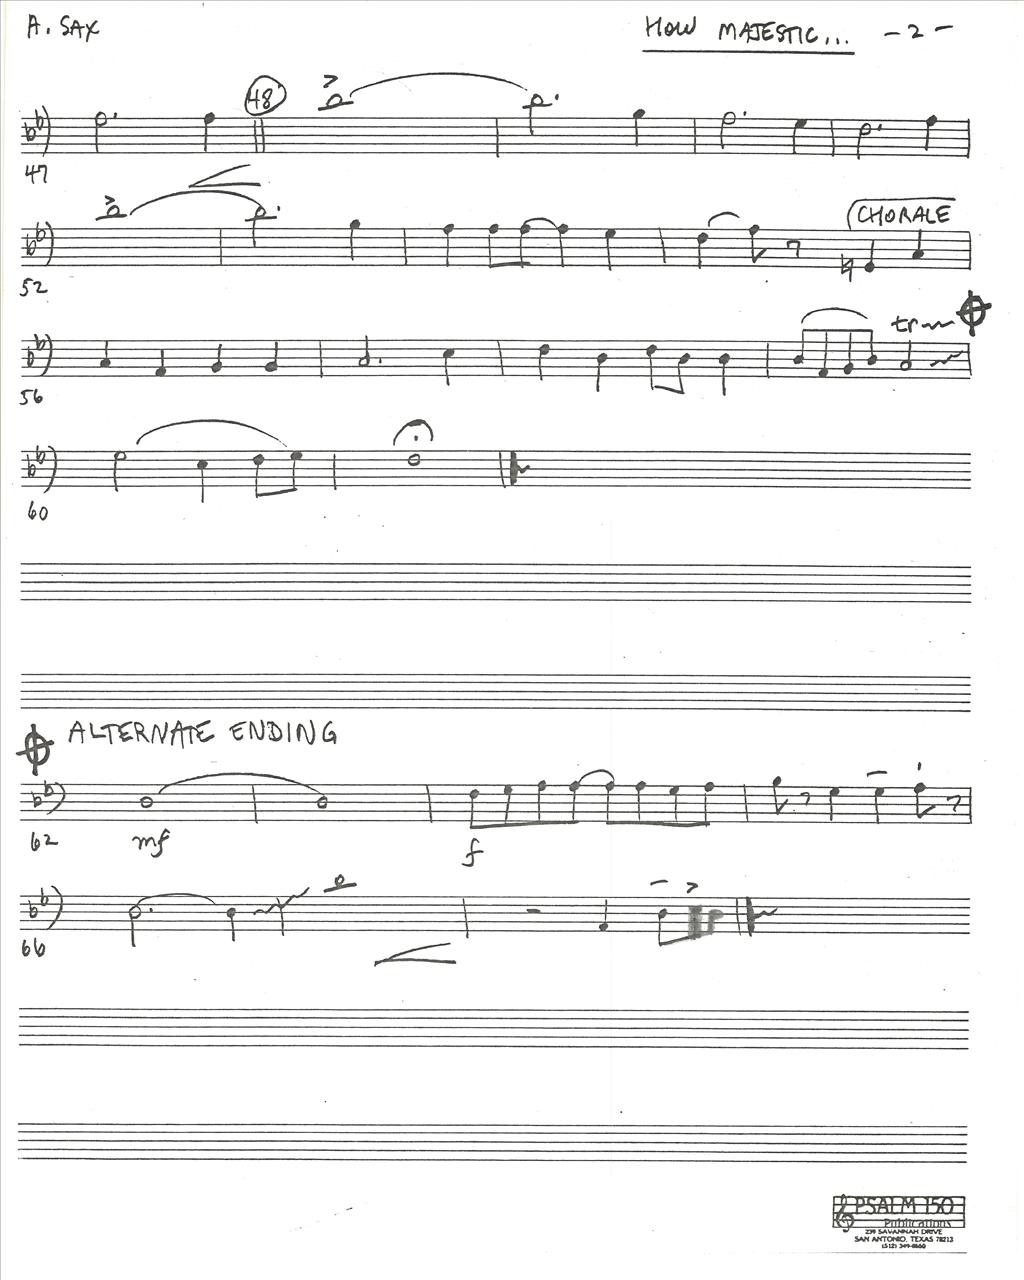 A. SAX
HOW MAJESTIC... - 2 -
48
47
CHORALE
52
tr
56
60
ALTERNATE ENDING
62 mf f
66
PSALM 150
Publications
239 SAVANNAH DRIVE
SAN ANTONIO, TEXAS 78213
(512) 349-8660